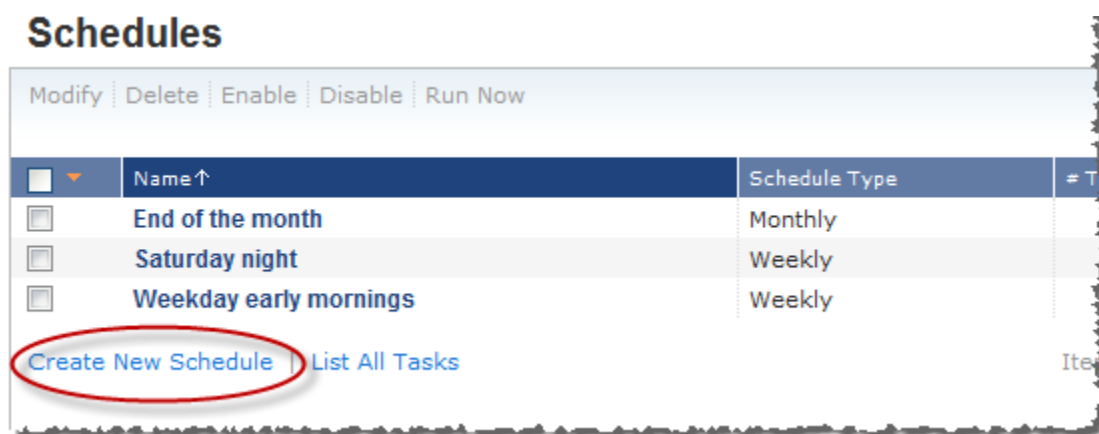 Schedules
Modify Delete Enable Disable Run Now
Name↑ Schedule Type # T
End of the month Monthly
Saturday night Weekly
Weekday early mornings Weekly
Create New Schedule | List All Tasks